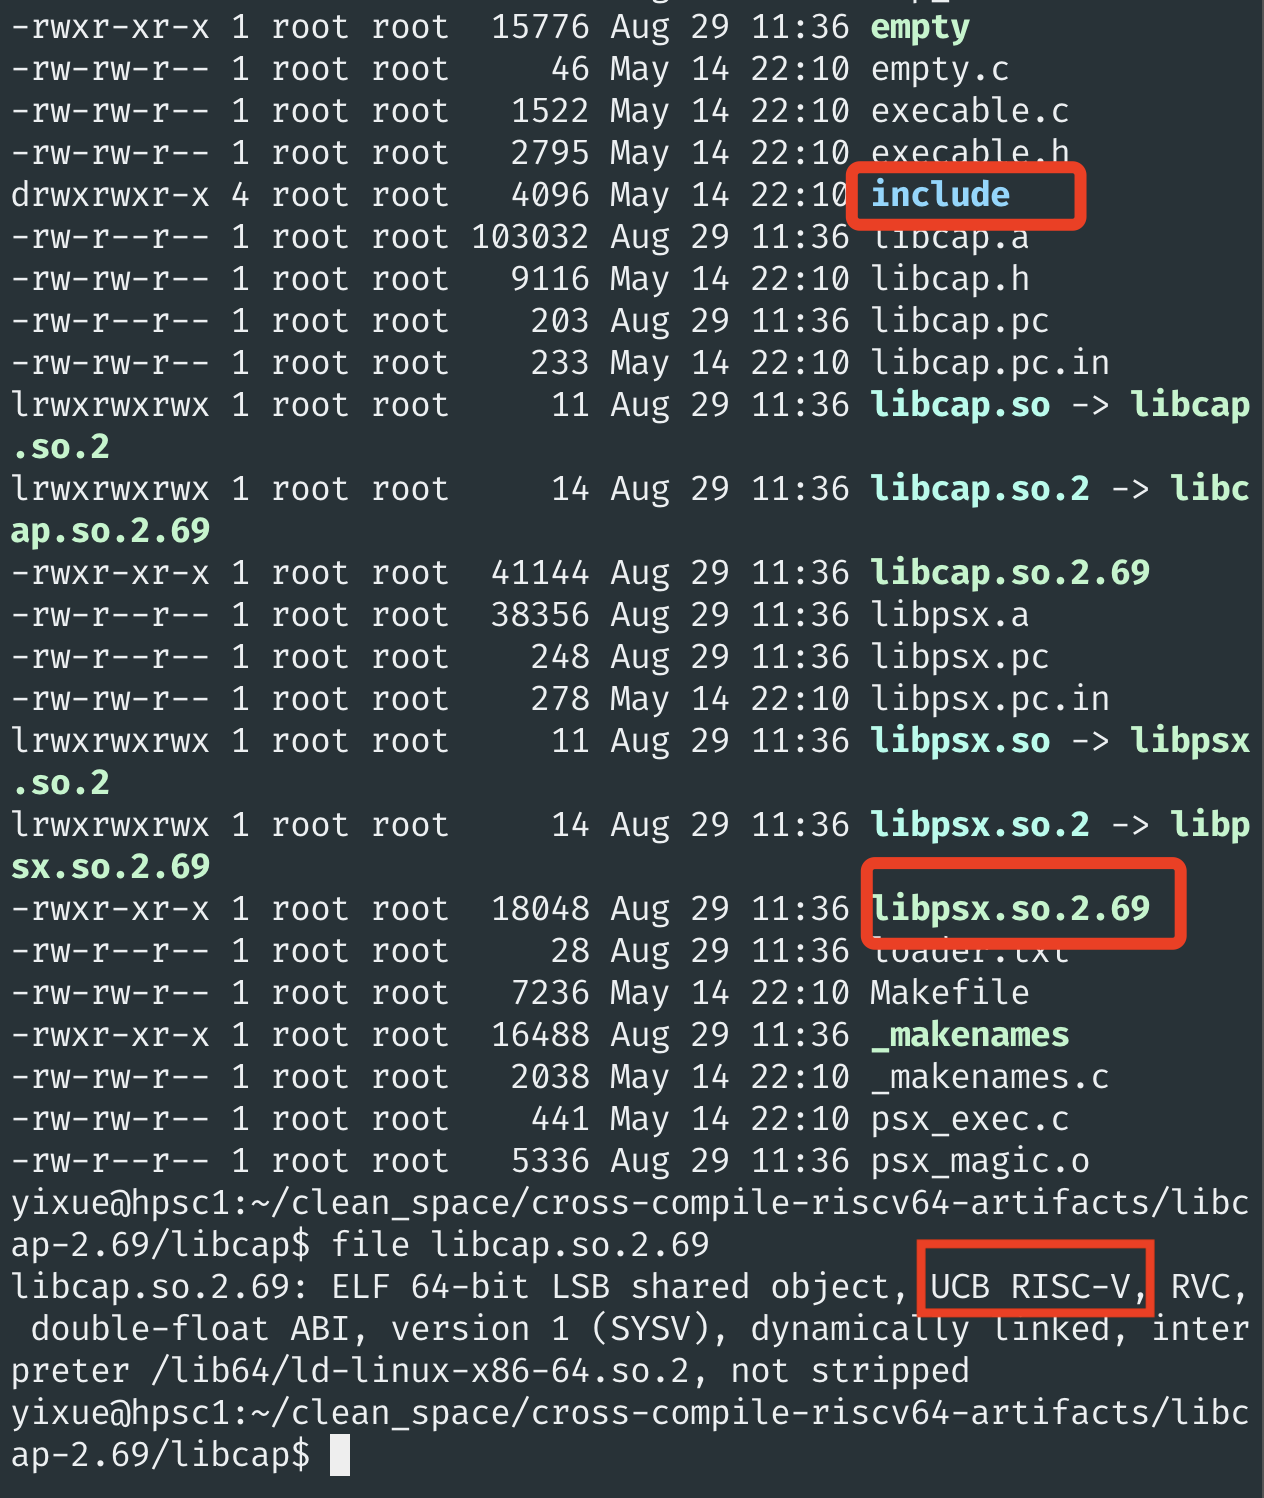 -rwxr-xr-x 1 root root  15776 Aug 29 11:36 empty
-rw-rw-r-- 1 root root     46 May 14 22:10 empty.c
-rw-rw-r-- 1 root root   1522 May 14 22:10 execable.c
-rw-rw-r-- 1 root root   2795 May 14 22:10 execable.h
drwxrwxr-x 4 root root   4096 May 14 22:10 include
-rw-r--r-- 1 root root 103032 Aug 29 11:36 libcap.a
-rw-rw-r-- 1 root root   9116 May 14 22:10 libcap.h
-rw-r--r-- 1 root root    203 Aug 29 11:36 libcap.pc
-rw-rw-r-- 1 root root    233 May 14 22:10 libcap.pc.in
lrwxrwxrwx 1 root root     11 Aug 29 11:36 libcap.so -> libcap
.so.2
lrwxrwxrwx 1 root root     14 Aug 29 11:36 libcap.so.2 -> libc
ap.so.2.69
-rwxr-xr-x 1 root root  41144 Aug 29 11:36 libcap.so.2.69
-rw-r--r-- 1 root root  38356 Aug 29 11:36 libpsx.a
-rw-r--r-- 1 root root    248 Aug 29 11:36 libpsx.pc
-rw-rw-r-- 1 root root    278 May 14 22:10 libpsx.pc.in
lrwxrwxrwx 1 root root     11 Aug 29 11:36 libpsx.so -> libpsx
.so.2
lrwxrwxrwx 1 root root     14 Aug 29 11:36 libpsx.so.2 -> libp
sx.so.2.69
-rwxr-xr-x 1 root root  18048 Aug 29 11:36 libpsx.so.2.69
-rw-r--r-- 1 root root     28 Aug 29 11:36 loader.txt
-rw-rw-r-- 1 root root   7236 May 14 22:10 Makefile
-rwxr-xr-x 1 root root  16488 Aug 29 11:36 _makenames
-rw-rw-r-- 1 root root   2038 May 14 22:10 _makenames.c
-rw-rw-r-- 1 root root    441 May 14 22:10 psx_exec.c
-rw-r--r-- 1 root root   5336 Aug 29 11:36 psx_magic.o
yixue@hpsc1:~/clean_space/cross-compile-riscv64-artifacts/libc
ap-2.69/libcap$ file libcap.so.2.69
libcap.so.2.69: ELF 64-bit LSB shared object, UCB RISC-V, RVC,
 double-float ABI, version 1 (SYSV), dynamically linked, inter
preter /lib64/ld-linux-x86-64.so.2, not stripped
yixue@hpsc1:~/clean_space/cross-compile-riscv64-artifacts/libc
ap-2.69/libcap$